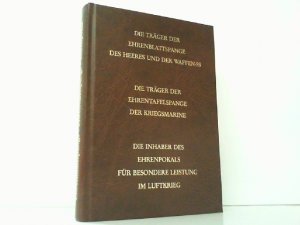 DIE TRÄGER DER
EHRENBLATTSPANGE
DES HEERES UND DER WAFFEN-SS
DIE TRÄGER DER
EHRENTAFELSPANGE
DER KRIEGSMARINE
DIE INHABER DES
EHRENPOKALS
FÜR BESONDERE LEISTUNG
IM LUFTKRIEG